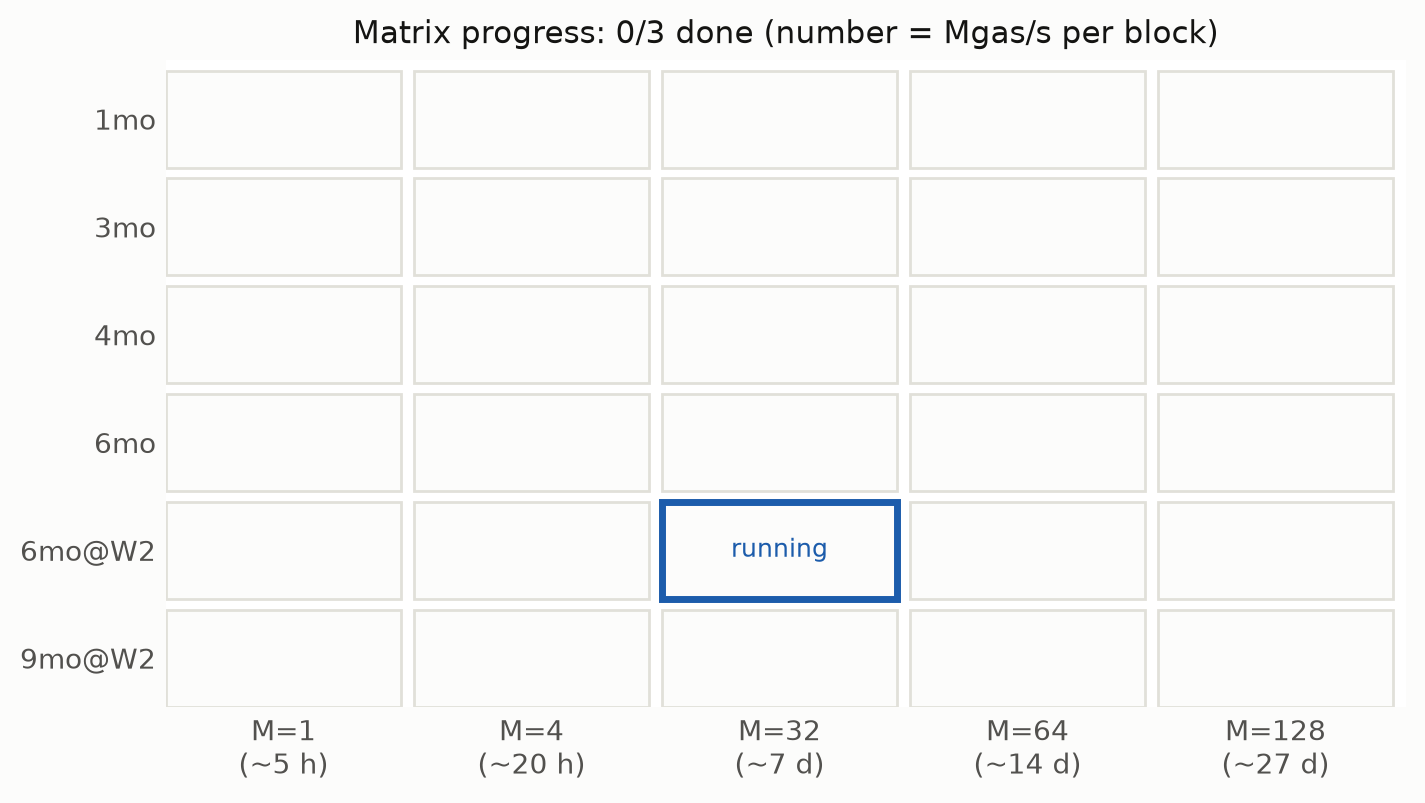 Matrix progress: 0/3 done (number = Mgas/s per block)
1mo
3mo
4mo
6mo
6mo@W2
running
9mo@W2
M=1
(~5 h)
M=4
(~20 h)
M=32
(~7 d)
M=64
(~14 d)
M=128
(~27 d)